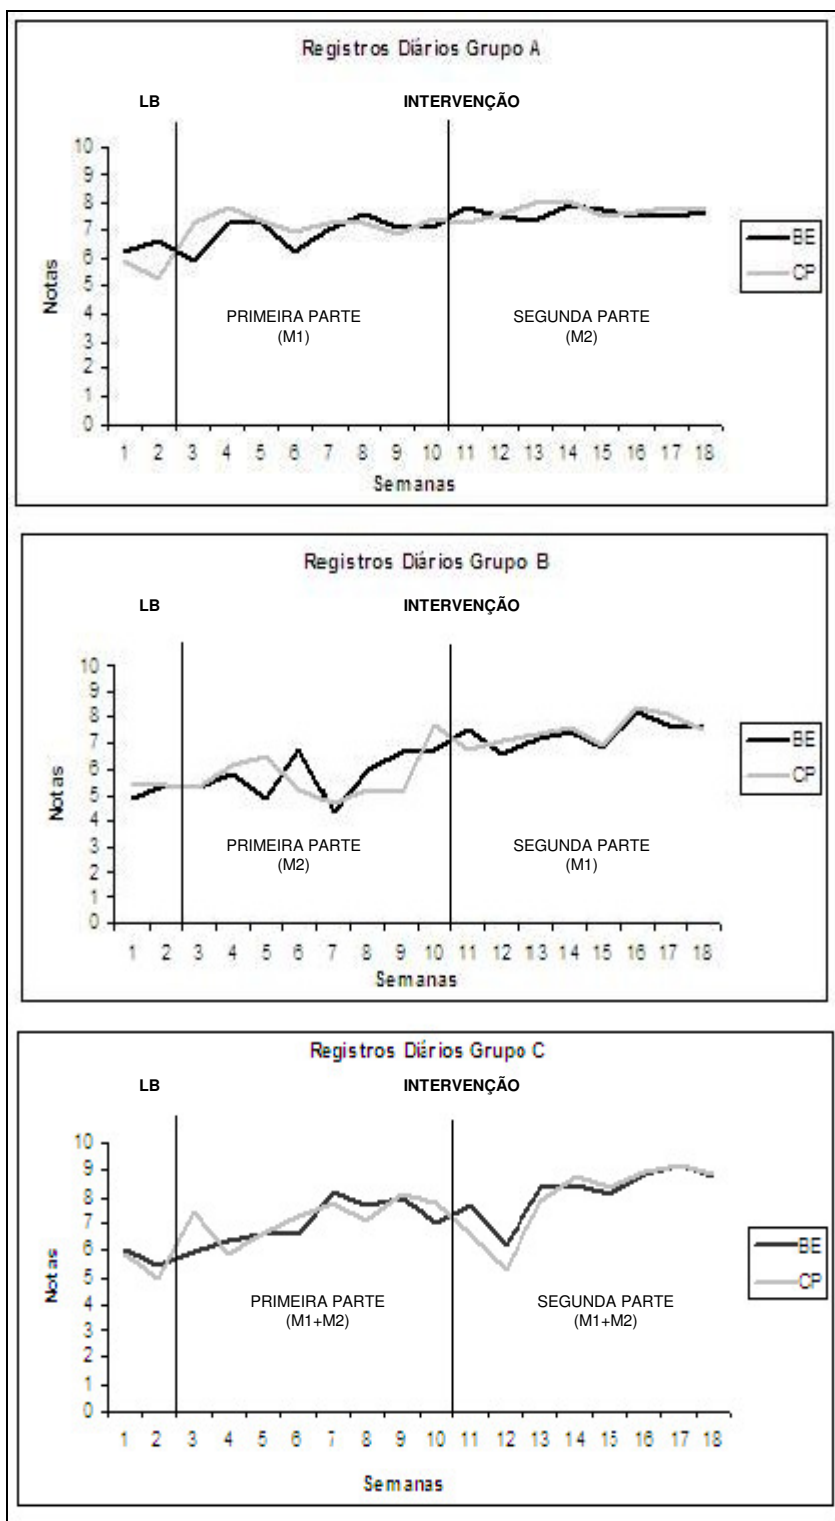 Registros Diários Grupo A
LB INTERVENÇÃO
10
9
8
7
6
5
4
3
2
1
0
Notas
PRIMEIRA PARTE
(M1)
SEGUNDA PARTE
(M2)
BE
CP
1 2 3 4 5 6 7 8 9 10 11 12 13 14 15 16 17 18
Semanas
Registros Diários Grupo B
LB INTERVENÇÃO
10
9
8
7
6
5
4
3
2
1
0
Notas
PRIMEIRA PARTE
(M2)
SEGUNDA PARTE
(M1)
BE
CP
1 2 3 4 5 6 7 8 9 10 11 12 13 14 15 16 17 18
Semanas
Registros Diários Grupo C
LB INTERVENÇÃO
10
9
8
7
6
5
4
3
2
1
0
Notas
PRIMEIRA PARTE
(M1+M2)
SEGUNDA PARTE
(M1+M2)
BE
CP
1 2 3 4 5 6 7 8 9 10 11 12 13 14 15 16 17 18
Semanas